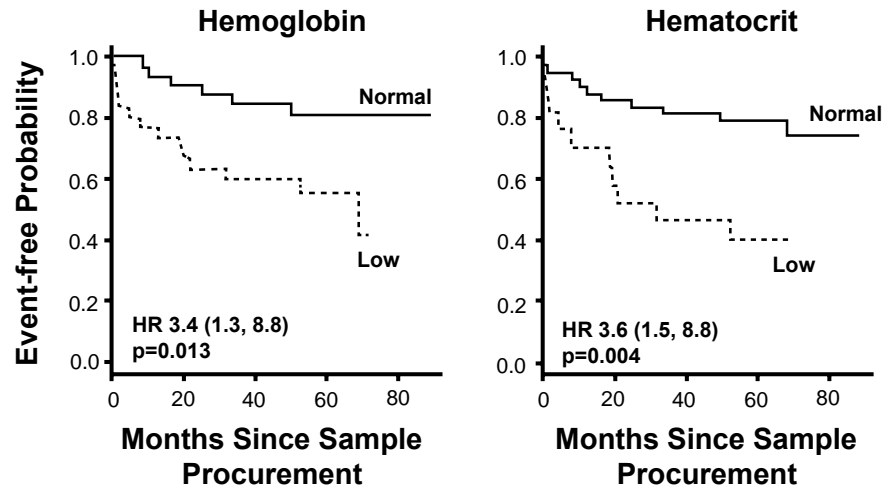 Hemoglobin
Event-free Probability
1.0
0.8
0.6
0.4
0.2
0.0
Normal
Low
HR 3.4 (1.3, 8.8)
p=0.013
0 20 40 60 80
Months Since Sample
Procurement
Hematocrit
1.0
0.8
0.6
0.4
0.2
0.0
Normal
Low
HR 3.6 (1.5, 8.8)
p=0.004
0 20 40 60 80
Months Since Sample
Procurement